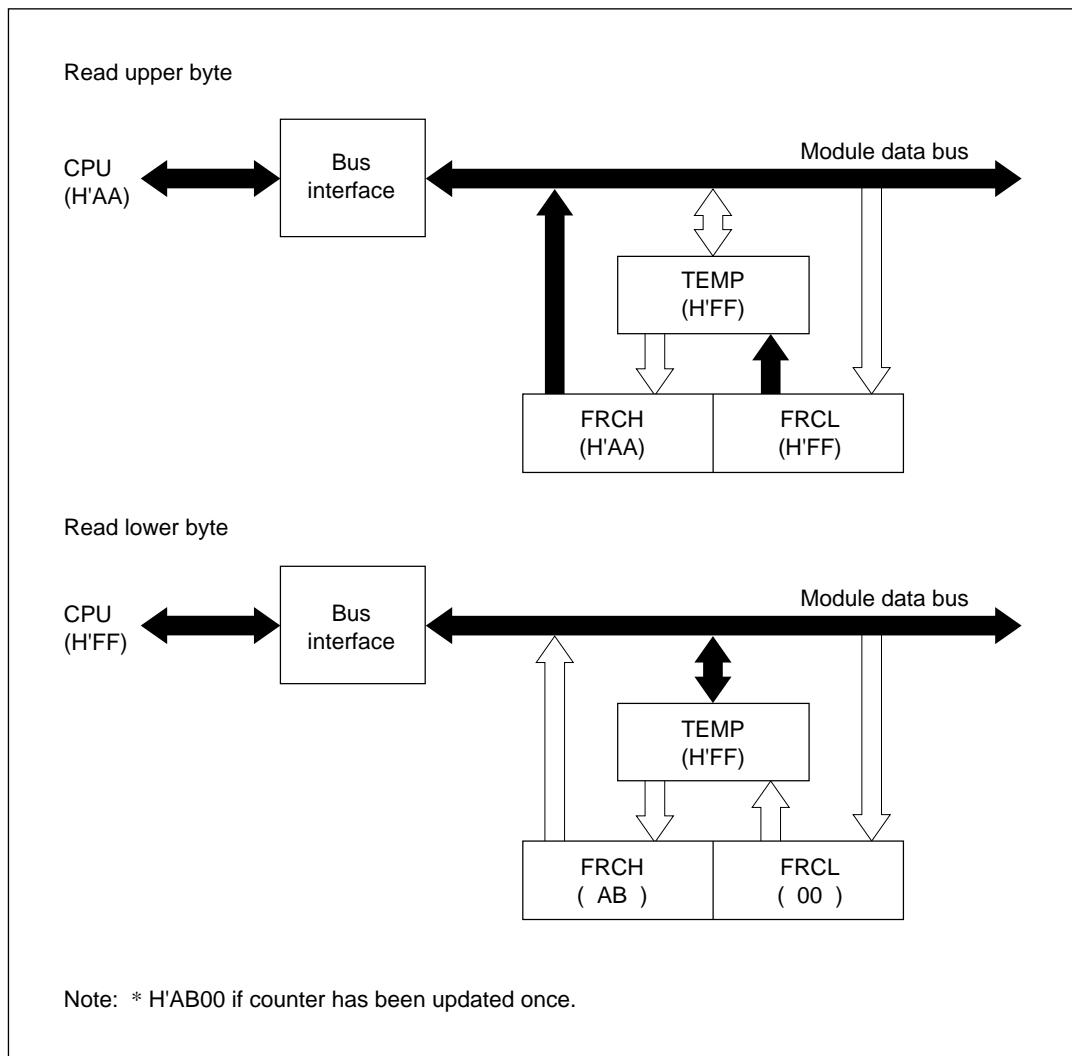 Read upper byte
CPU
(H'AA)
Bus
interface
Module data bus
TEMP
(H'FF)
FRCH
(H'AA)
FRCL
(H'FF)
Read lower byte
CPU
(H'FF)
Bus
interface
Module data bus
TEMP
(H'FF)
FRCH
( AB )
FRCL
( 00 )
Note: * H'AB00 if counter has been updated once.